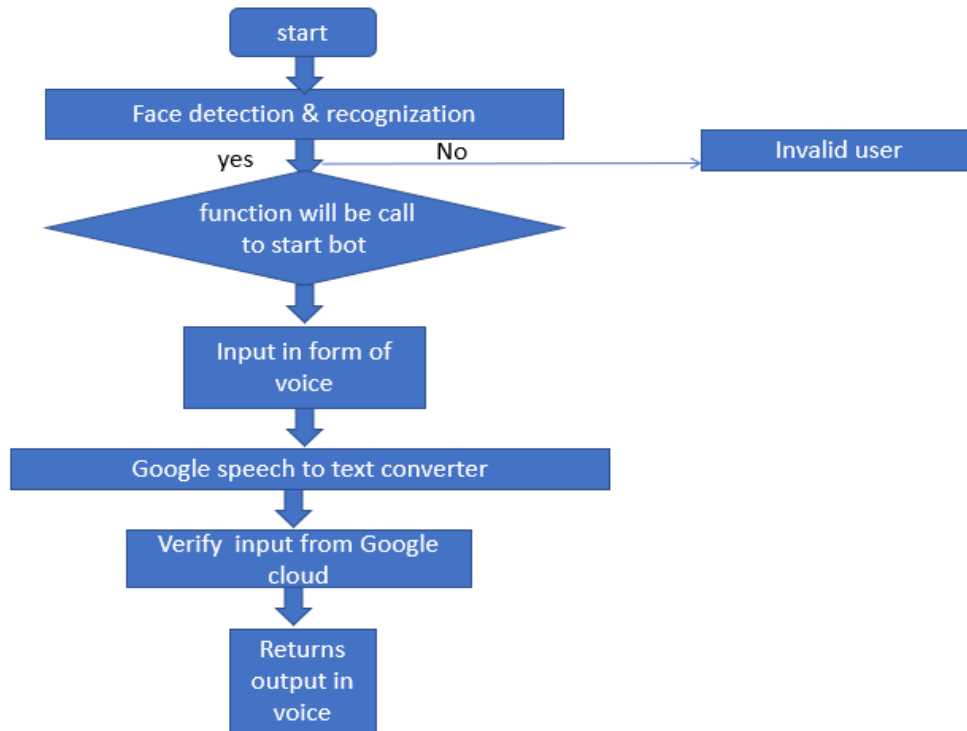 start
Face detection & recognization
yes
No
Invalid user
function will be call
to start bot
Input in form of
voice
Google speech to text converter
Verify  input from Google
cloud
Returns
output in
voice